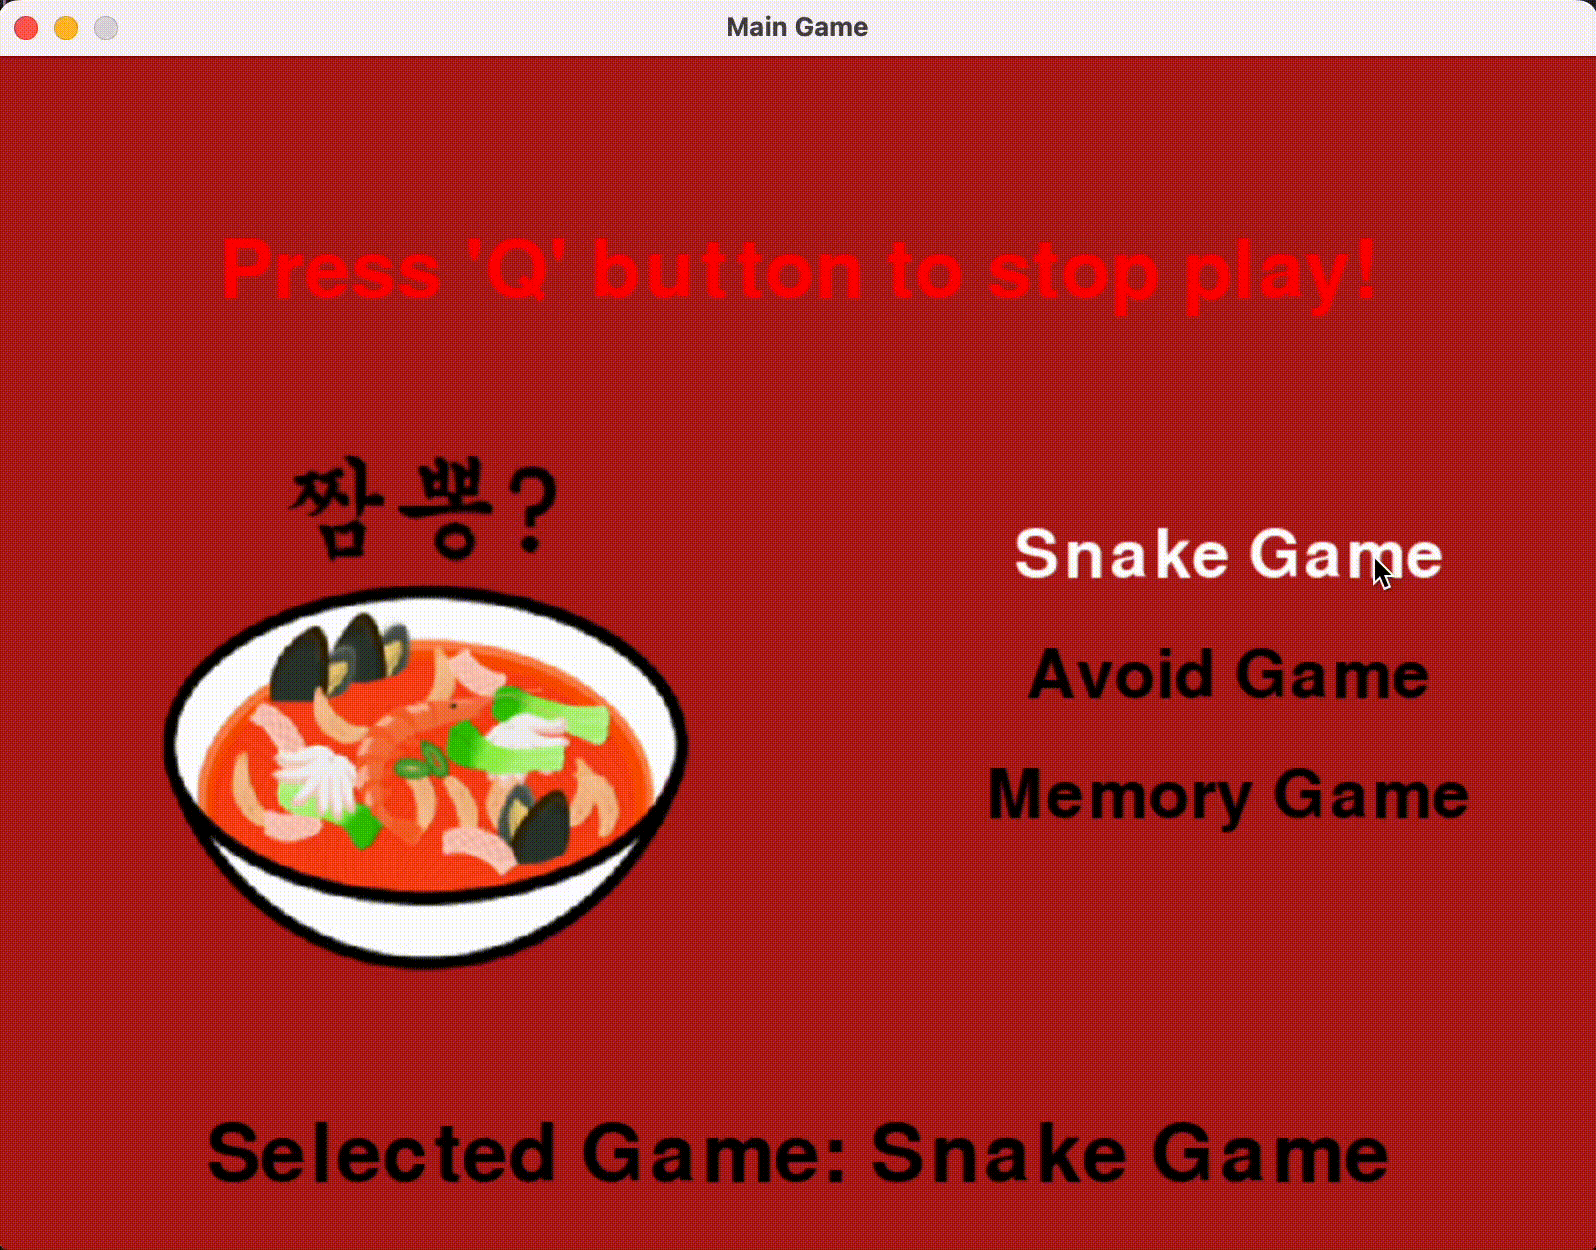 Main Game
Press 'Q' button to stop play!
짬뽕?
Snake Game
Avoid Game
Memory Game
Selected Game: Snake Game